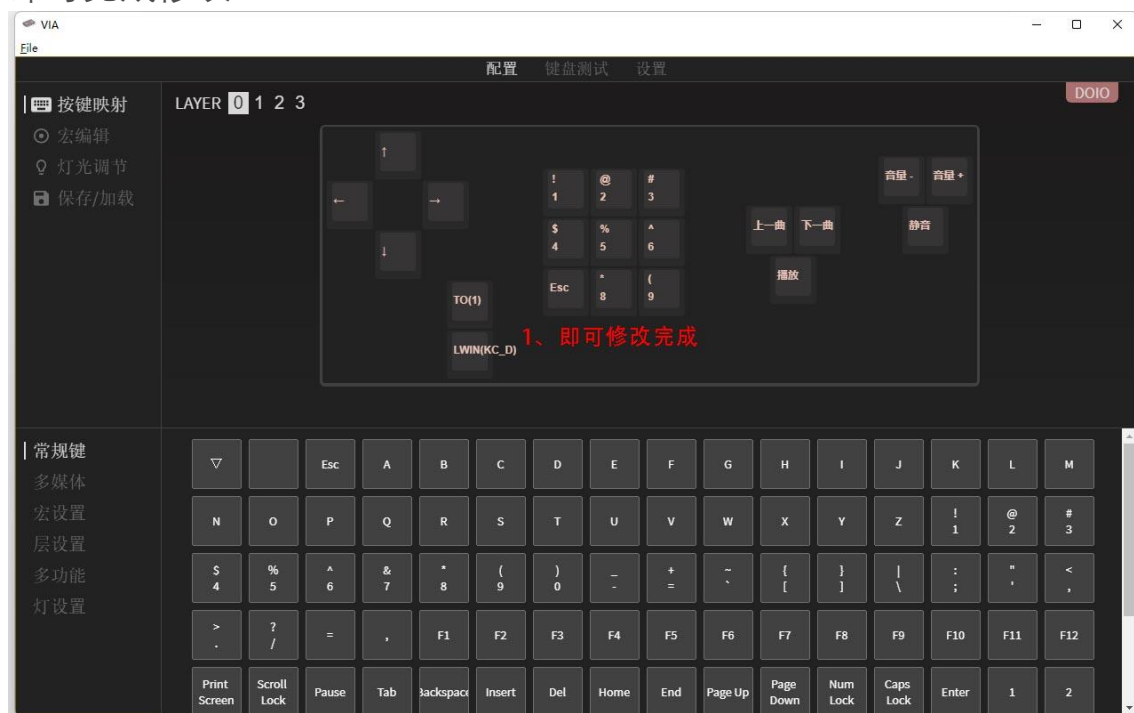 VIA
File
配置 键盘测试 设置
按键映射
宏编辑
灯光调节
保存/加载
LAYER 0 1 2 3
DOIO
↑
← →
↓
! 1 @ 2 # 3
$ 4 % 5 ^ 6
Esc * 8 ( 9
TO(1)
LWIN(KC_D)
上一曲 下一曲
播放
音量 - 音量 +
静音
1、即可修改完成
常规键
多媒体
宏设置
层设置
多功能
灯设置
▽ Esc A B C D E F G H I J K L M
N O P Q R S T U V W X Y Z ! 1 @ 2 # 3
$ 4 % 5 ^ 6 & 7 * 8 ( 9 ) 0 _ - + = ~ ` { [ } ] | \ : ; " ' < ,
> . ? / = , F1 F2 F3 F4 F5 F6 F7 F8 F9 F10 F11 F12
Print Screen Scroll Lock Pause Tab Backspace Insert Del Home End Page Up Page Down Num Lock Caps Lock Enter 1 2